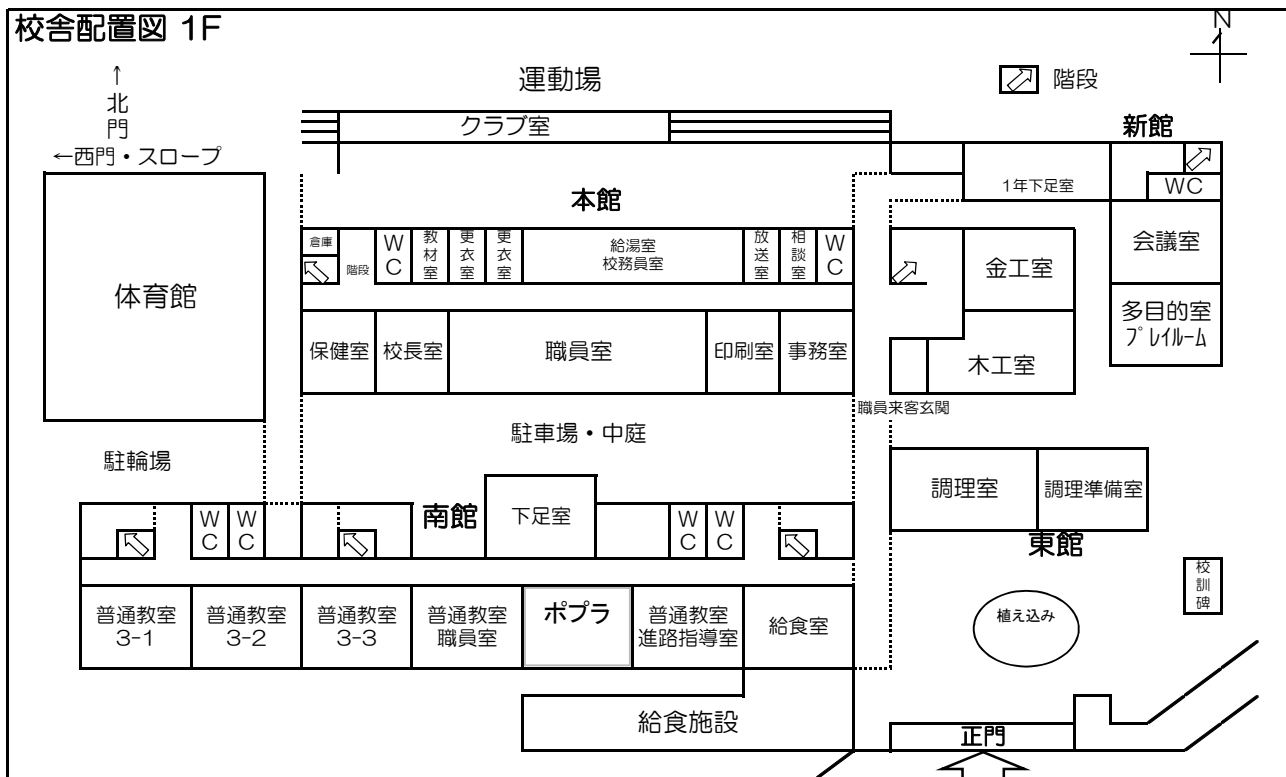 校舎配置図 1F
N
↑
北
門
←西門・スロープ
運動場
階段
クラブ室
新館
1年下足室
WC
本館
倉庫
階段
WC
教材室
更衣室
更衣室
給湯室
校務員室
放送室
相談室
WC
金工室
会議室
体育館
多目的室
プレイルーム
保健室
校長室
職員室
印刷室
事務室
木工室
職員来客玄関
駐車場・中庭
駐輪場
調理室
調理準備室
WC
WC
南館
下足室
WC
WC
東館
校訓碑
普通教室
3-1
普通教室
3-2
普通教室
3-3
普通教室
職員室
ポプラ
普通教室
進路指導室
給食室
植え込み
給食施設
正門